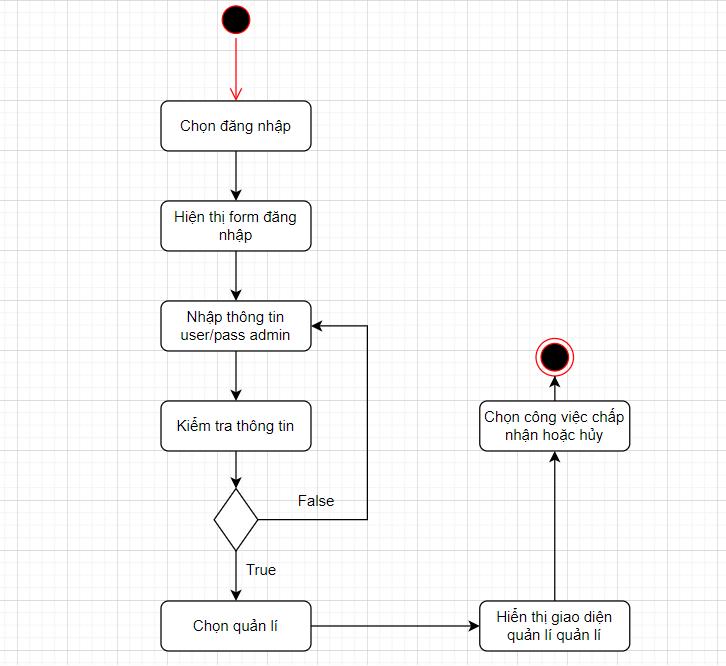 Chọn đăng nhập
Hiện thị form đăng
nhập
Nhập thông tin
user/pass admin
Kiểm tra thông tin
False
True
Chọn quản lí
Hiển thị giao diện
quản lí quản lí
Chọn công việc chấp
nhận hoặc hủy